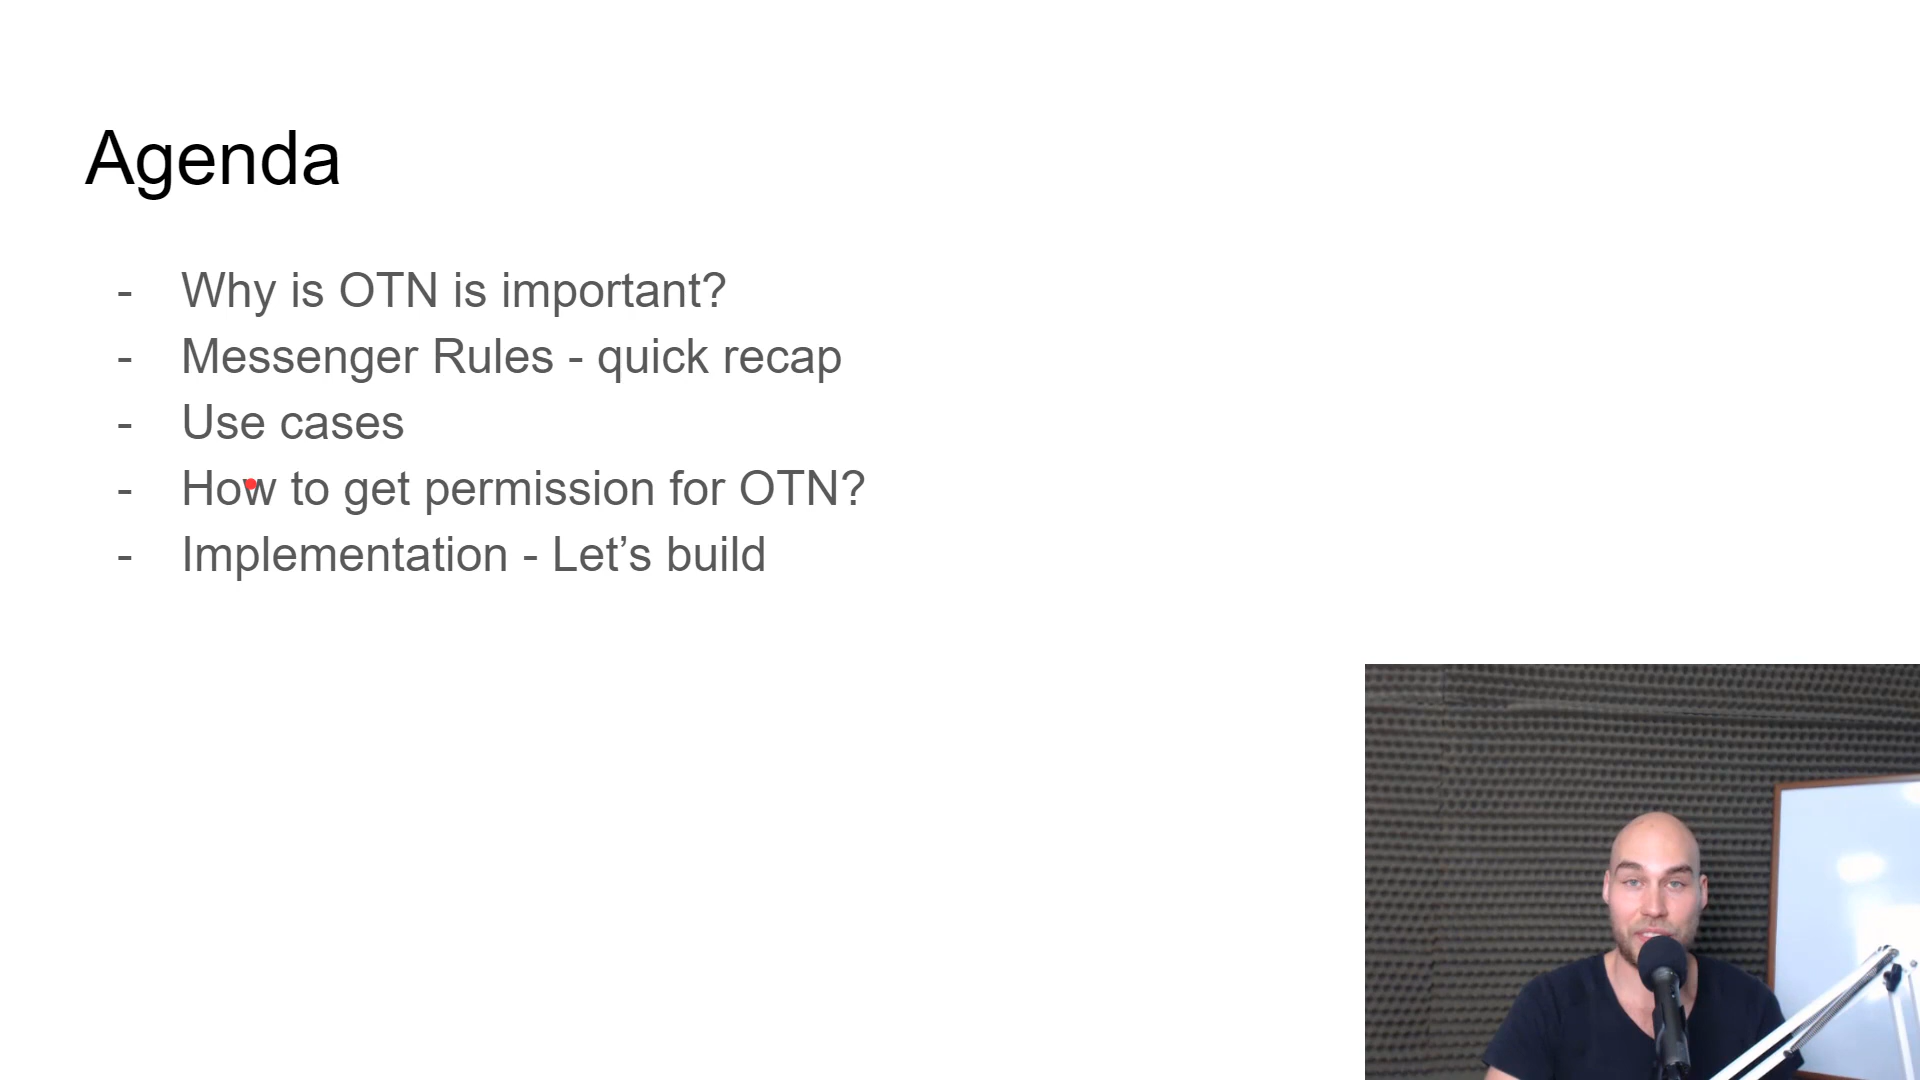 Agenda
- Why is OTN is important?
- Messenger Rules - quick recap
- Use cases
- How to get permission for OTN?
- Implementation - Let’s build